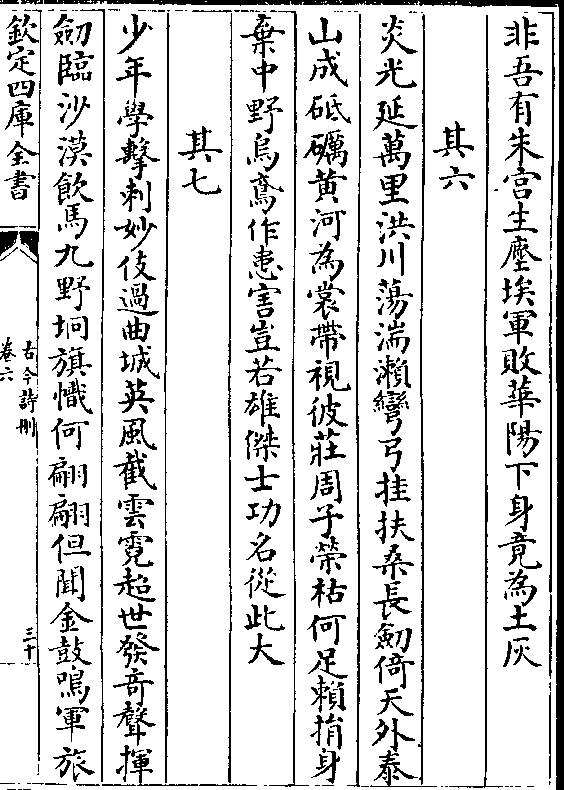 非吾有朱宫生塵埃軍敗華陽下身竟為土灰
其六
炎光延萬里洪川蕩湍瀨彎弓挂扶桒長劒倚天外泰
山成砥礪黄河為裳帶視彼莊周子榮枯何足賴捐身
棄中野烏鳶作患害豈若雄傑士功名從此大
其七
少年學擊刺妙伎過曲城英風截雲霓超世發奇聲揮
劒臨沙漠飲馬九野坰旗幟何翩翩但聞金鼓鳴軍旅
欽定四庫全書
古今詩刪
卷六
三十